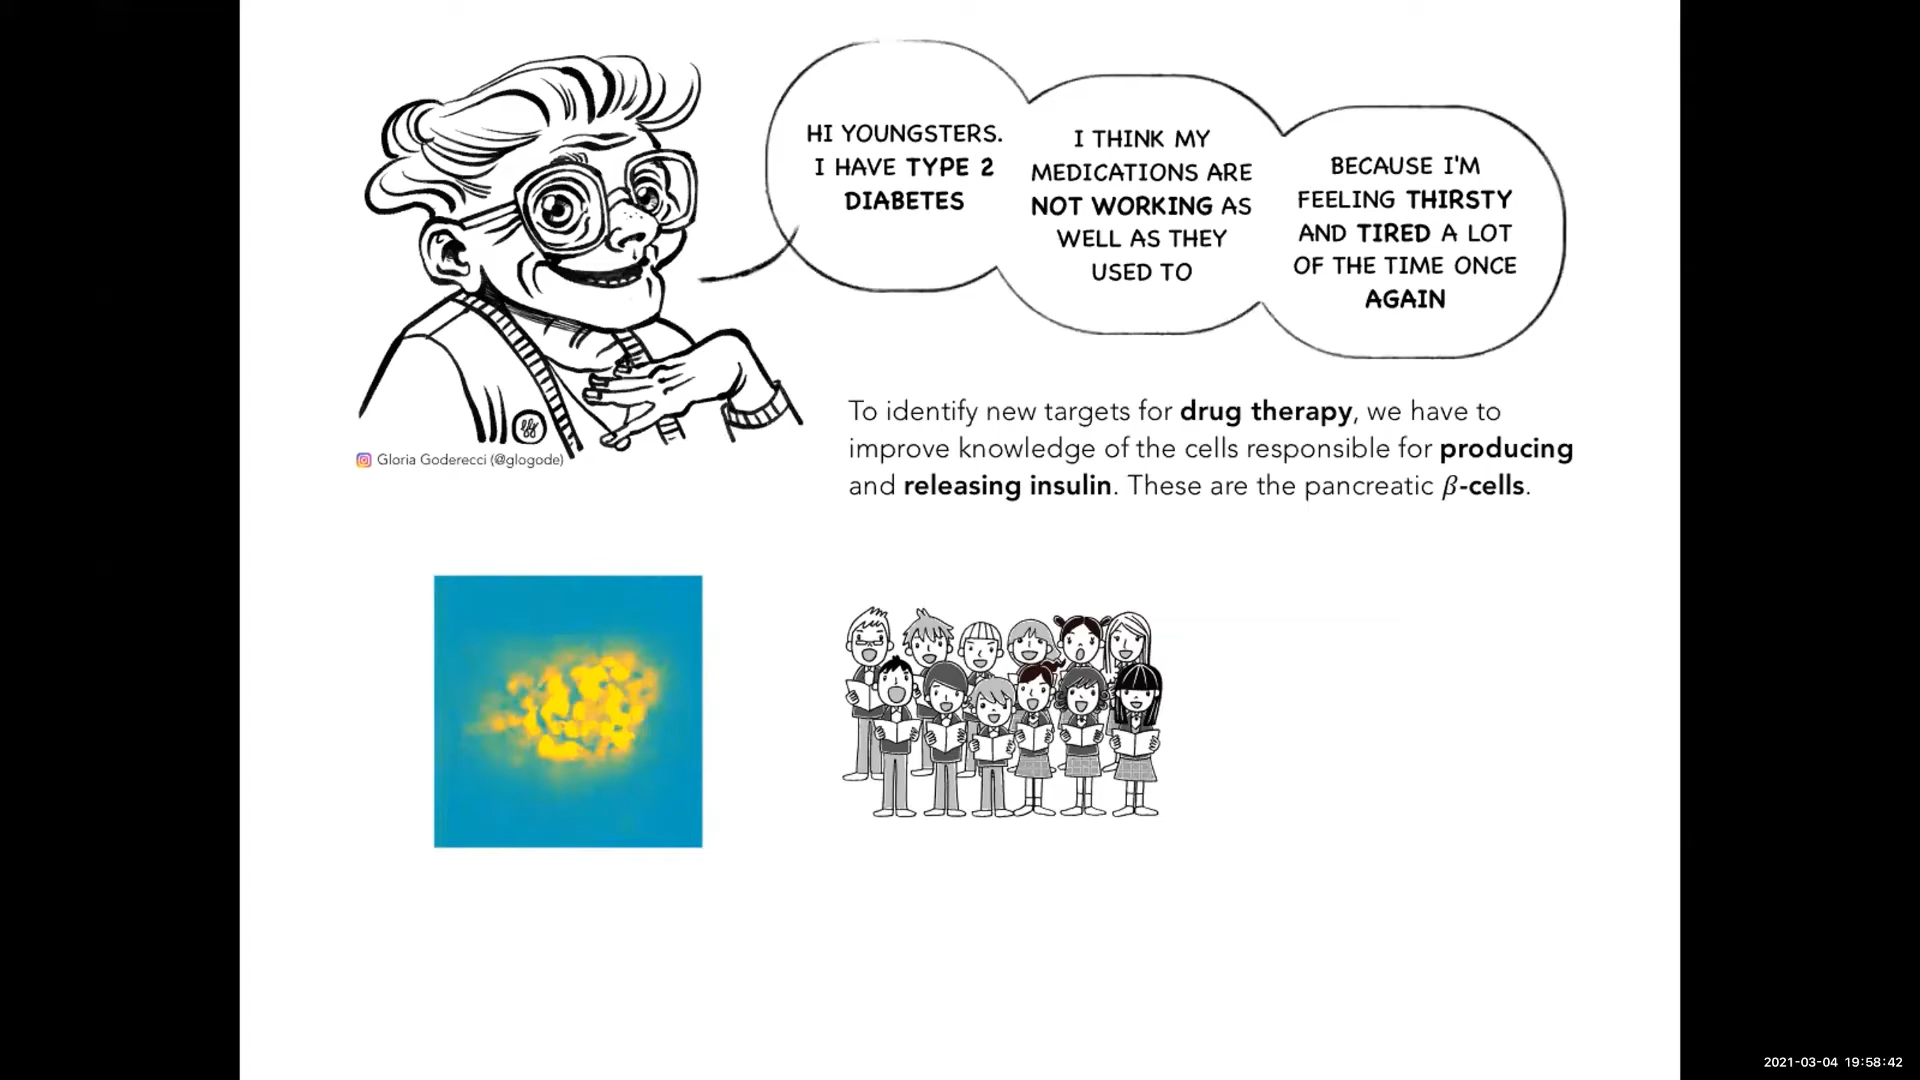 HI YOUNGSTERS.
I HAVE TYPE 2
DIABETES
I THINK MY
MEDICATIONS ARE
NOT WORKING AS
WELL AS THEY
USED TO
BECAUSE I'M
FEELING THIRSTY
AND TIRED A LOT
OF THE TIME ONCE
AGAIN
Gloria Goderecci (@glogode)
To identify new targets for drug therapy, we have to
improve knowledge of the cells responsible for producing
and releasing insulin. These are the pancreatic β-cells.
2021-03-04 19:58:42